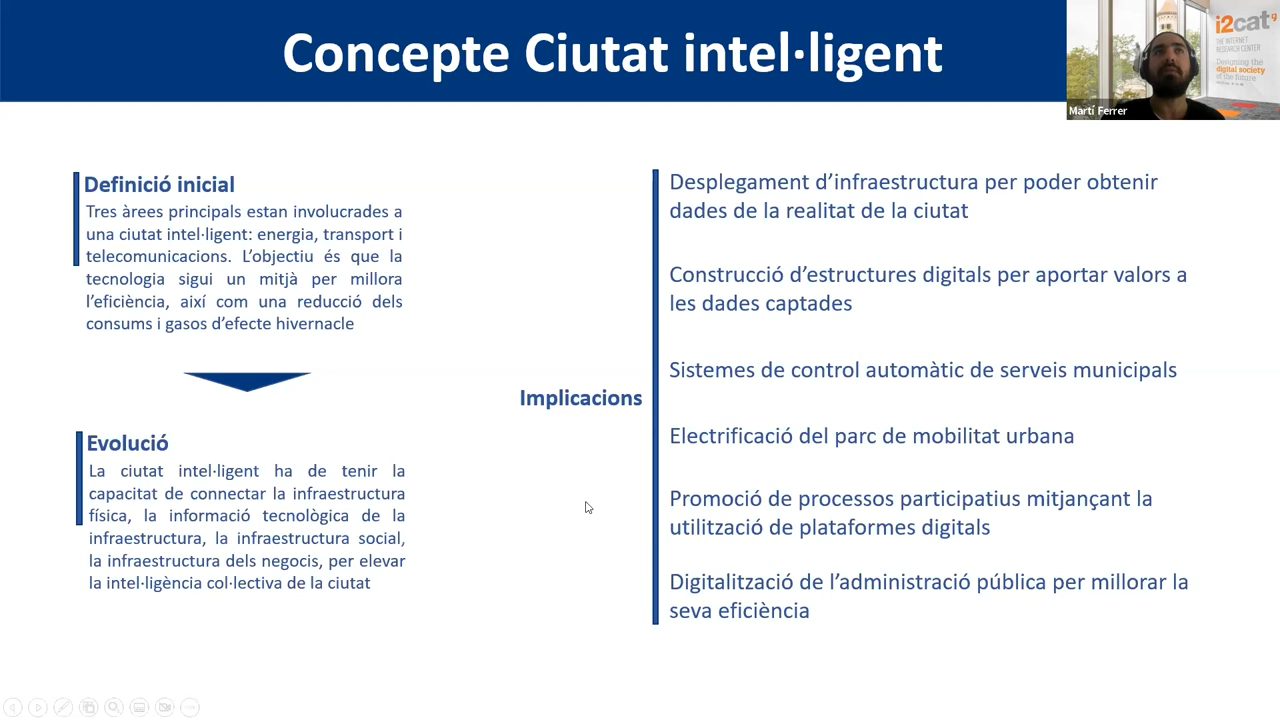 Concepte Ciutat intel·ligent
i2cat
THE INTERNET
RESEARCH CENTER
Designing the
digital society
of the future
Martí Ferrer
Definició inicial
Tres àrees principals estan involucrades a
una ciutat intel·ligent: energia, transport i
telecomunicacions. L’objectiu és que la
tecnologia sigui un mitjà per millora
l’eficiència, així com una reducció dels
consums i gasos d’efecte hivernacle
Evolució
La ciutat intel·ligent ha de tenir la
capacitat de connectar la infraestructura
física, la informació tecnològica de la
infraestructura, la infraestructura social,
la infraestructura dels negocis, per elevar
la intel·ligència col·lectiva de la ciutat
Implicacions
Desplegament d’infraestructura per poder obtenir
dades de la realitat de la ciutat
Construcció d’estructures digitals per aportar valors a
les dades captades
Sistemes de control automàtic de serveis municipals
Electrificació del parc de mobilitat urbana
Promoció de processos participatius mitjançant la
utilització de plataformes digitals
Digitalització de l’administració pública per millorar la
seva eficiència